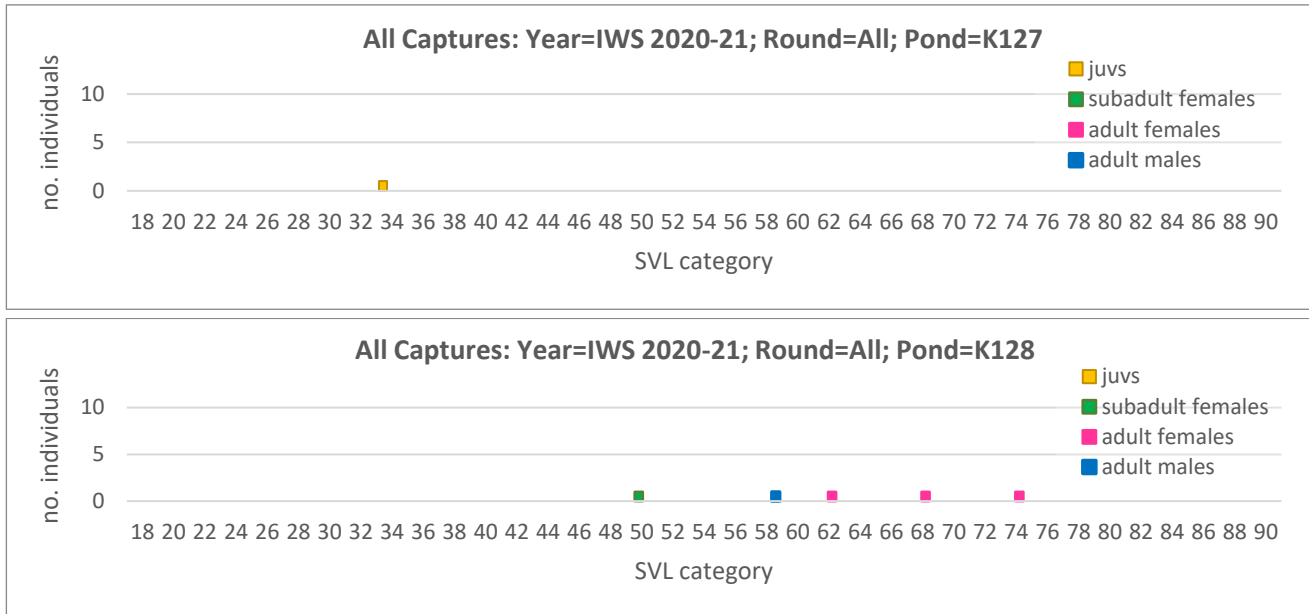 All Captures: Year=IWS 2020-21; Round=All; Pond=K127
juvs
subadult females
adult females
adult males
no. individuals
10
5
0
18 20 22 24 26 28 30 32 34 36 38 40 42 44 46 48 50 52 54 56 58 60 62 64 66 68 70 72 74 76 78 80 82 84 86 88 90
SVL category
All Captures: Year=IWS 2020-21; Round=All; Pond=K128
juvs
subadult females
adult females
adult males
no. individuals
10
5
0
18 20 22 24 26 28 30 32 34 36 38 40 42 44 46 48 50 52 54 56 58 60 62 64 66 68 70 72 74 76 78 80 82 84 86 88 90
SVL category